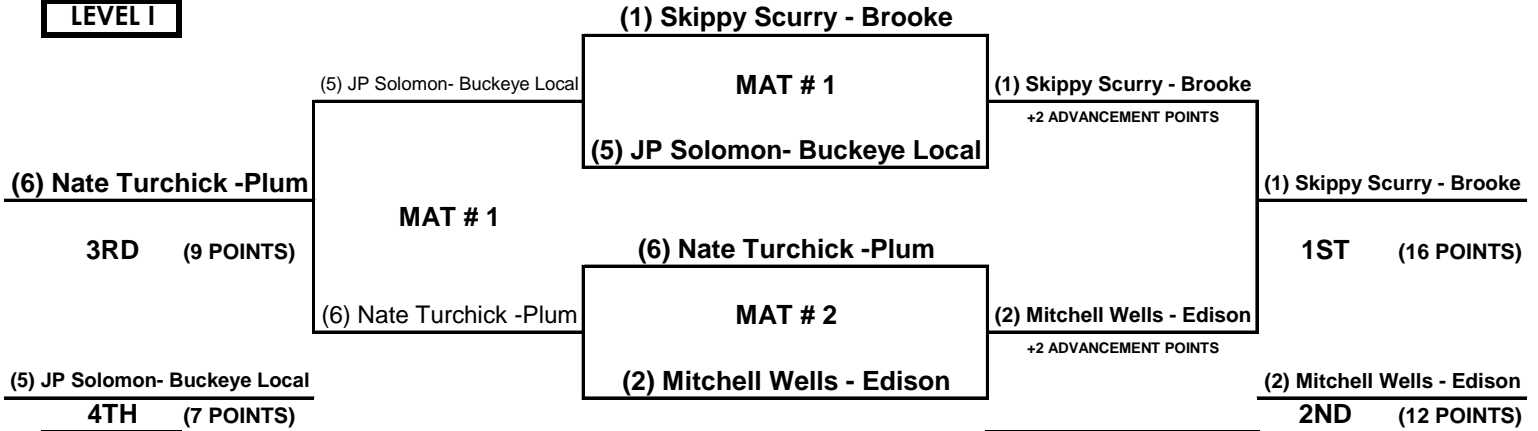 LEVEL I
(1) Skippy Scurry - Brooke
(5) JP Solomon- Buckeye Local
MAT # 1
(1) Skippy Scurry - Brooke
+2 ADVANCEMENT POINTS
(5) JP Solomon- Buckeye Local
(6) Nate Turchick -Plum
(1) Skippy Scurry - Brooke
MAT # 1
3RD (9 POINTS)
(6) Nate Turchick -Plum
1ST (16 POINTS)
(6) Nate Turchick -Plum
MAT # 2
(2) Mitchell Wells - Edison
+2 ADVANCEMENT POINTS
(5) JP Solomon- Buckeye Local
(2) Mitchell Wells - Edison
(2) Mitchell Wells - Edison
4TH (7 POINTS)
2ND (12 POINTS)